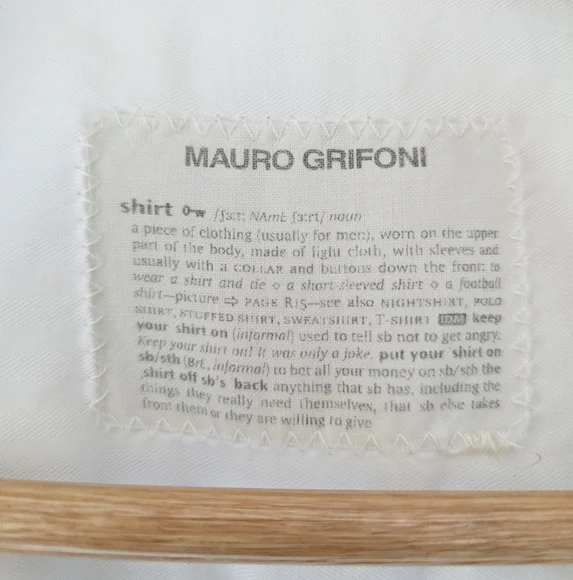 MAURO GRIFONI
shirt /ʃɜːt; NAmE ʃɜːrt/ noun
a piece of clothing (usually for men), worn on the upper
part of the body, made of light cloth, with sleeves and
usually with a COLLAR and buttons down the front: to
wear a shirt and tie ◇ a short-sleeved shirt ◇ a football
shirt—picture ⇨ PAGE R15—see also NIGHTSHIRT, POLO
SHIRT, STUFFED SHIRT, SWEATSHIRT, T-SHIRT IDM keep
your shirt on (informal) used to tell sb not to get angry:
Keep your shirt on! It was only a joke. put your shirt on
sb/sth (BrE, informal) to bet all your money on sb/sth the
shirt off sb's back anything that sb has, including the
things they really need themselves, that sb else takes
from them or they are willing to give